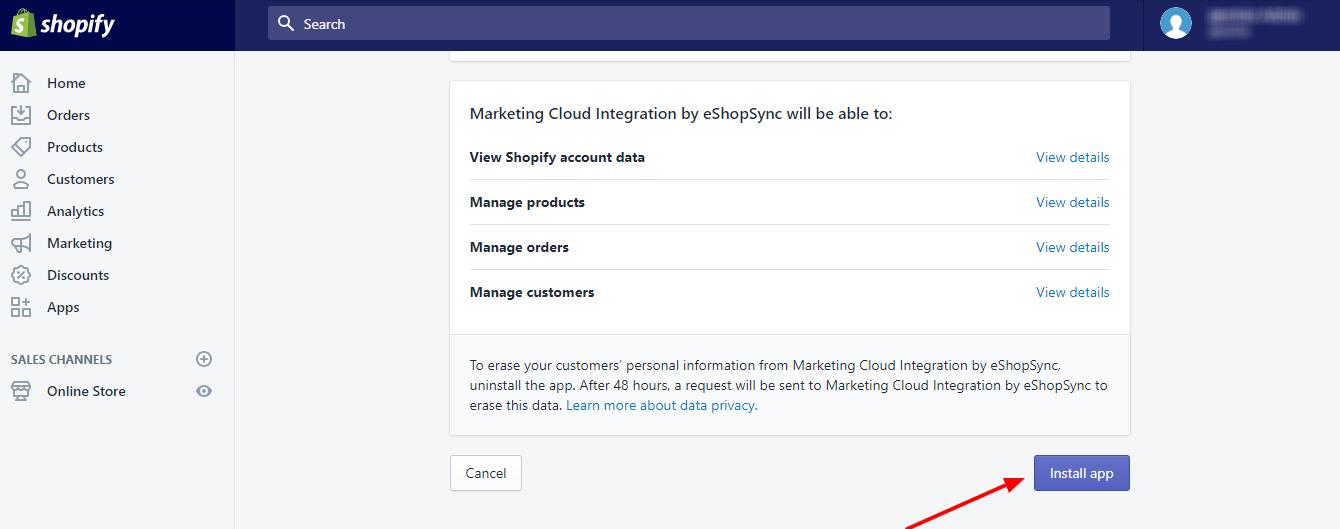 shopify
Search
Home
Orders
Products
Customers
Analytics
Marketing
Discounts
Apps
SALES CHANNELS
Online Store
Marketing Cloud Integration by eShopSync will be able to:
View Shopify account data View details
Manage products View details
Manage orders View details
Manage customers View details
To erase your customers’ personal information from Marketing Cloud Integration by eShopSync,
uninstall the app. After 48 hours, a request will be sent to Marketing Cloud Integration by eShopSync to
erase this data. Learn more about data privacy.
Cancel Install app